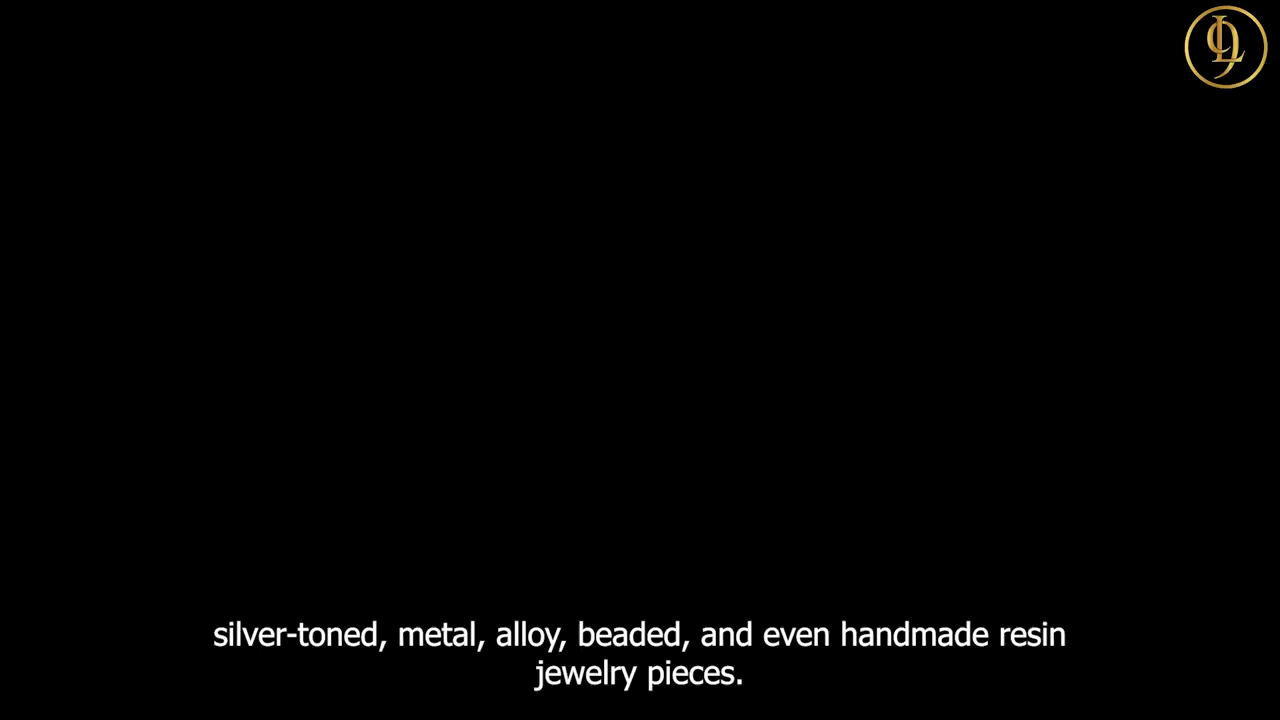 silver-toned, metal, alloy, beaded, and even handmade resin
jewelry pieces.